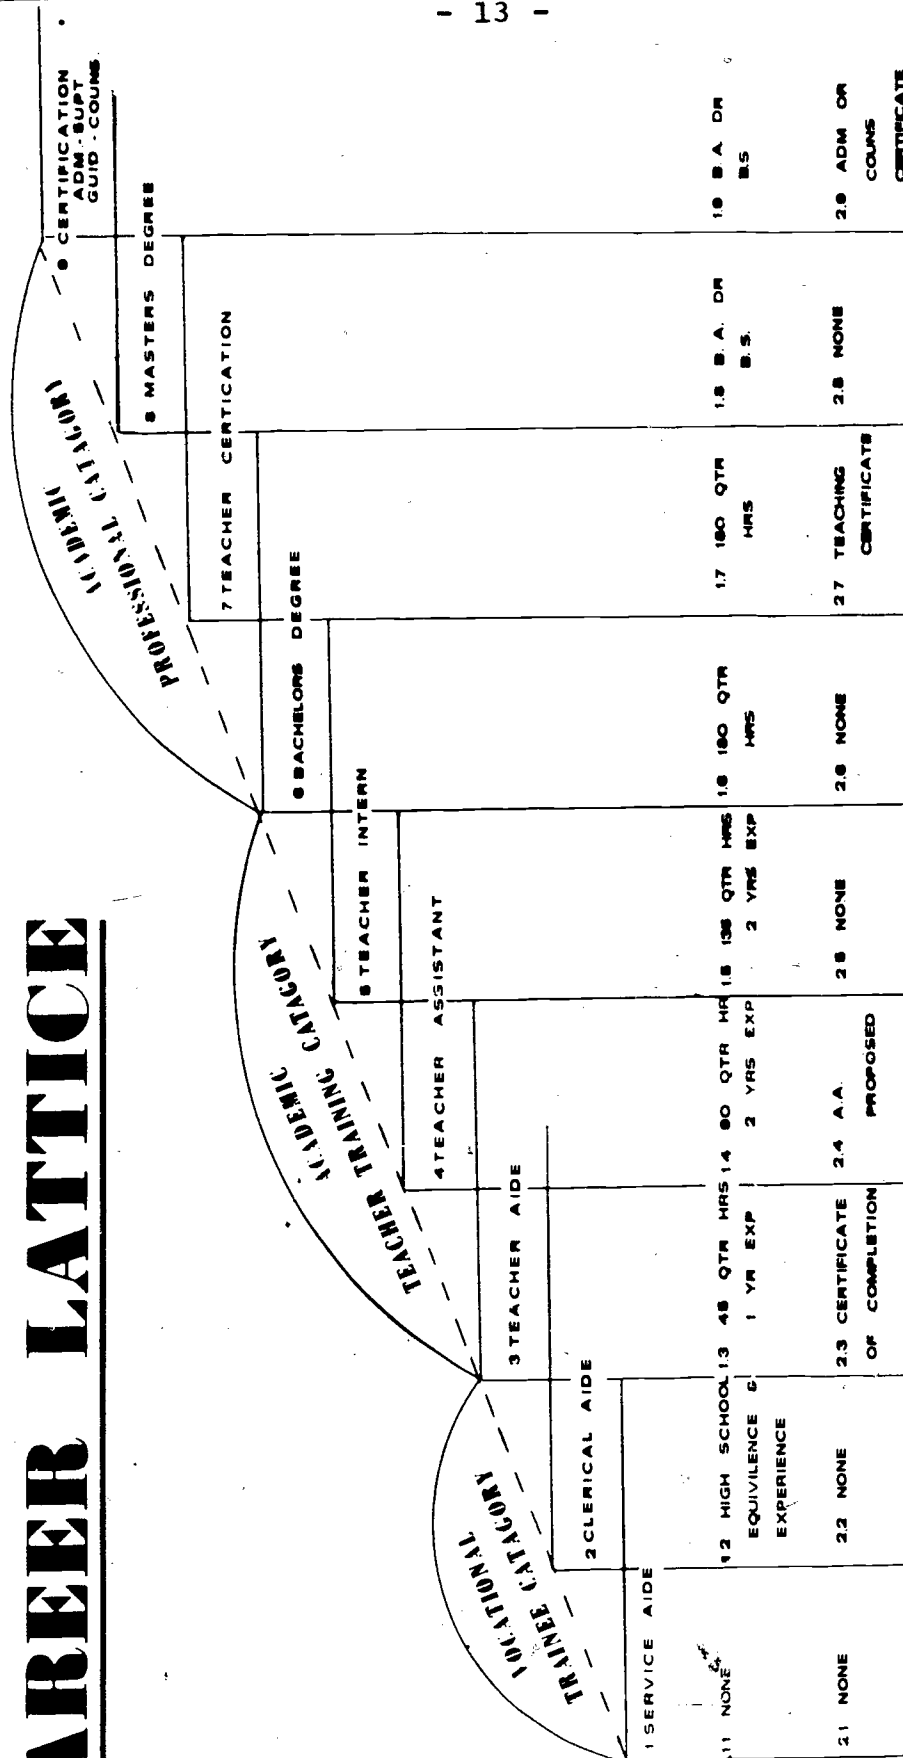 - 13 -
AREER LATTICE
VOCATIONAL
TRAINEE CATAGORY
ACADEMIC
TEACHER TRAINING CATAGORY
ACADEMIC
PROFESSIONAL CATAGORY
1 SERVICE AIDE
2 CLERICAL AIDE
3 TEACHER AIDE
4 TEACHER ASSISTANT
5 TEACHER INTERN
6 BACHELORS DEGREE
7 TEACHER CERTICATION
8 MASTERS DEGREE
9 CERTIFICATION
ADM.-SUPT
GUID-COUNS.
1.1 NONE
1.2 HIGH SCHOOL
EQUIVILENCE &
EXPERIENCE
1.3 45 QTR HRS
1 YR EXP
1.4 90 QTR HR
2 YRS EXP
1.5 135 QTR HRS
2 YRS EXP
1.6 180 QTR
HRS
1.7 180 QTR
HRS
1.8 B.A. OR
B.S.
1.9 B.A. OR
B.S
2.1 NONE
2.2 NONE
2.3 CERTIFICATE
OF COMPLETION
2.4 A.A.
PROPOSED
2.5 NONE
2.6 NONE
2.7 TEACHING
CERTIFICATE
2.8 NONE
2.9 ADM OR
COUNS
CERTIFICATE